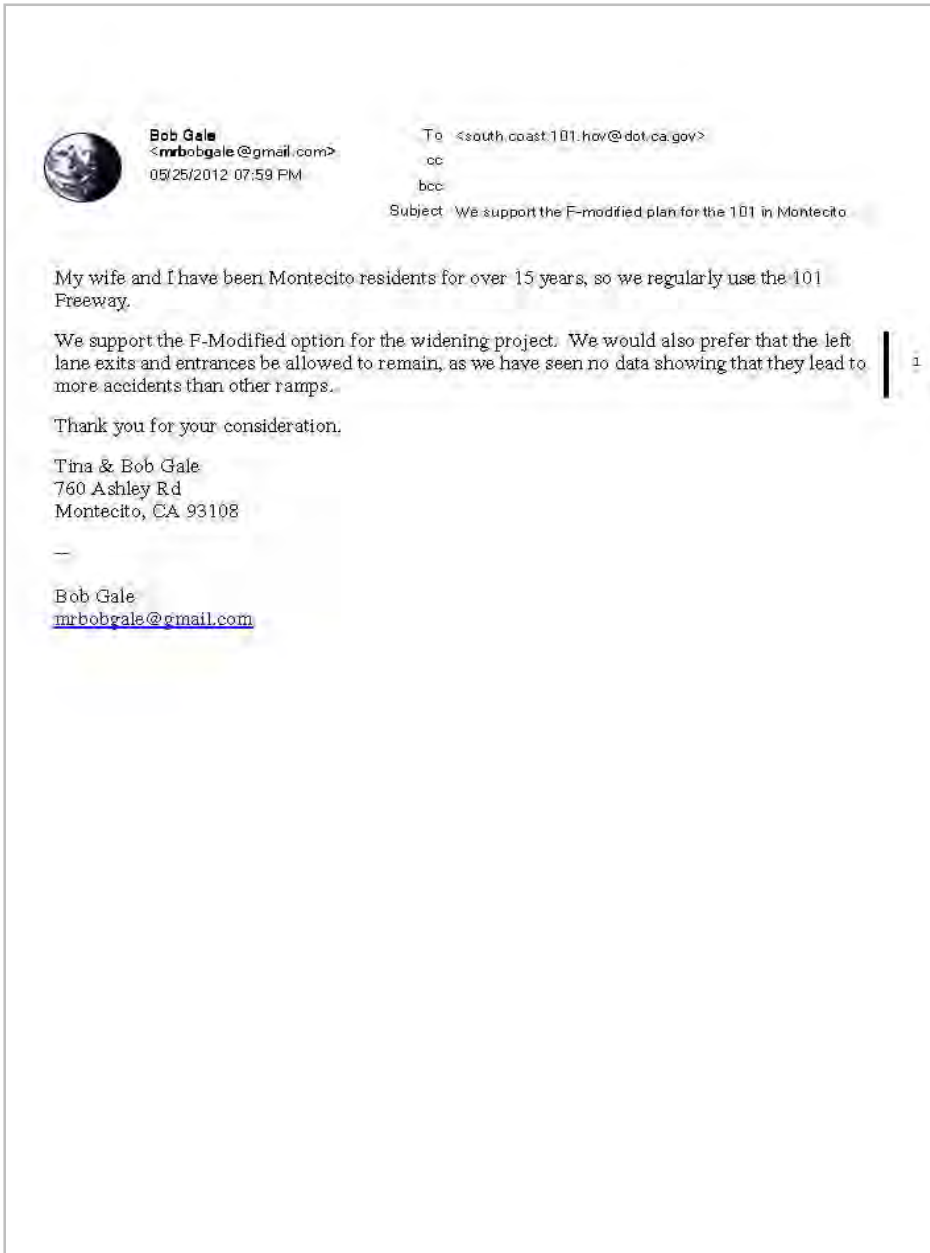 Bob Gale
<mrbobgale@gmail.com>
05/25/2012 07:59 PM
To <south.coast.101.hov@dot.ca.gov>
cc
bcc
Subject We support the F-modified plan for the 101 in Montecito
My wife and I have been Montecito residents for over 15 years, so we regularly use the 101
Freeway.
We support the F-Modified option for the widening project. We would also prefer that the left
lane exits and entrances be allowed to remain, as we have seen no data showing that they lead to
more accidents than other ramps.
1
Thank you for your consideration.
Tina & Bob Gale
760 Ashley Rd
Montecito, CA 93108
—
Bob Gale
mrbobgale@gmail.com